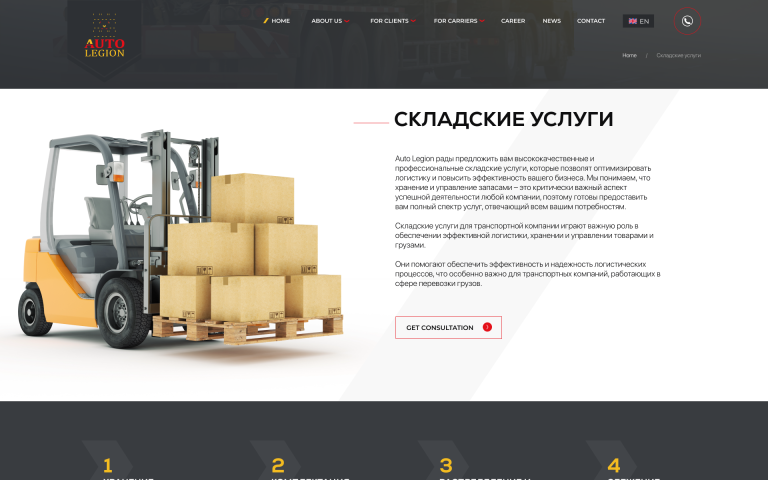 HOME
ABOUT US
FOR CLIENTS
FOR CARRIERS
CAREER
NEWS
CONTACT
EN
AUTO
LEGION
Home / Складские услуги
СКЛАДСКИЕ УСЛУГИ
Auto Legion рады предложить вам высококачественные и
профессиональные складские услуги, которые позволят оптимизировать
логистику и повысить эффективность вашего бизнеса. Мы понимаем, что
хранение и управление запасами – это критически важный аспект
успешной деятельности любой компании, поэтому готовы предоставить
вам полный спектр услуг, отвечающий всем вашим потребностям.
Складские услуги для транспортной компании играют важную роль в
обеспечении эффективной логистики, хранении и управлении товарами и
грузами.
Они помогают обеспечить эффективность и надежность логистических
процессов, что особенно важно для транспортных компаний, работающих в
сфере перевозки грузов.
GET CONSULTATION
1
2
3
4